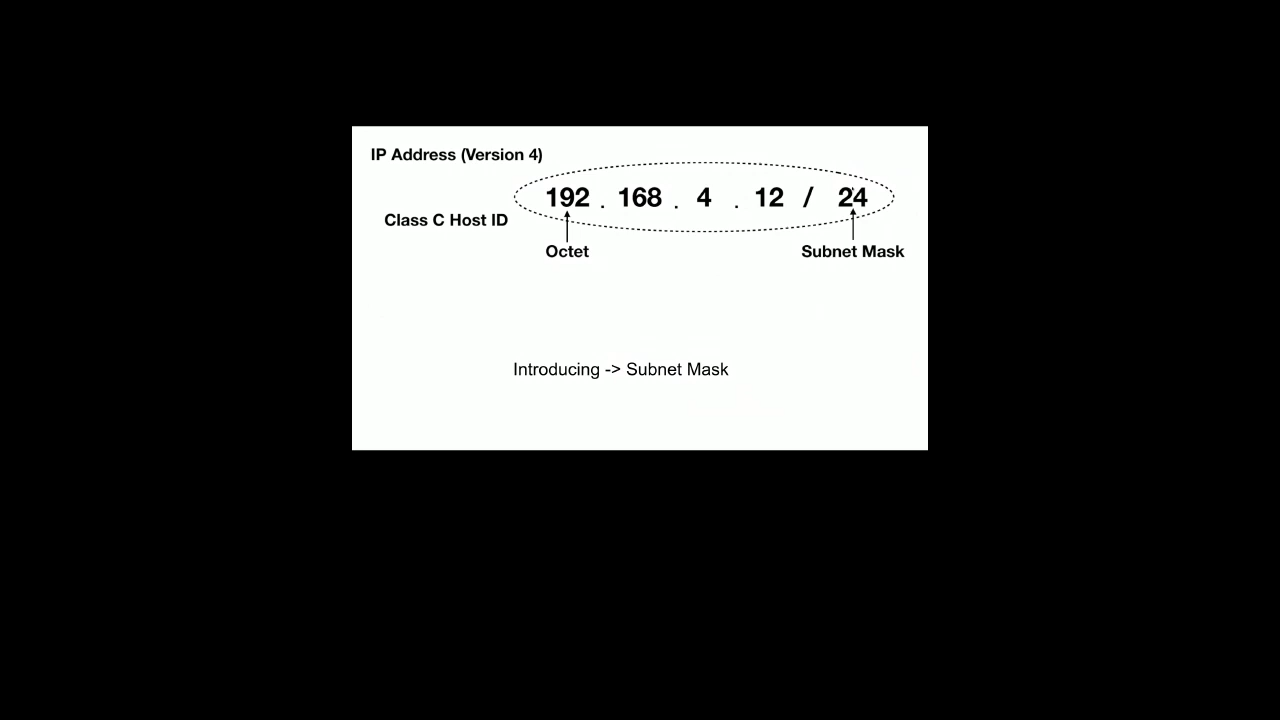 IP Address (Version 4)
192 . 168 . 4 . 12 / 24
Class C Host ID
Octet
Subnet Mask
Introducing -> Subnet Mask